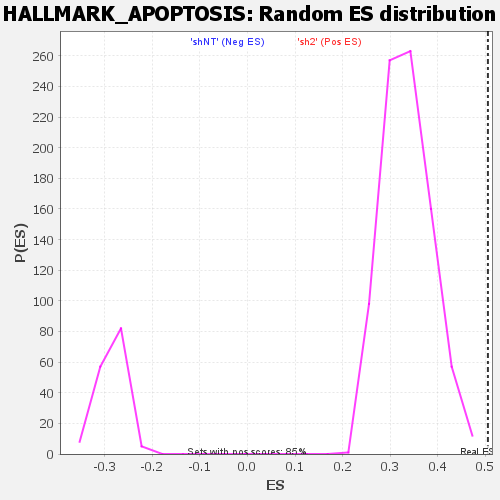 HALLMARK_APOPTOSIS: Random ES distribution
'shNT' (Neg ES) 'sh2' (Pos ES)
260
240
220
200
180
160
140
120
100
80
60
40
20
0
P(ES)
Sets with pos scores: 85%
Real ES
-0.3 -0.2 -0.1 0.0 0.1 0.2 0.3 0.4 0.5
ES